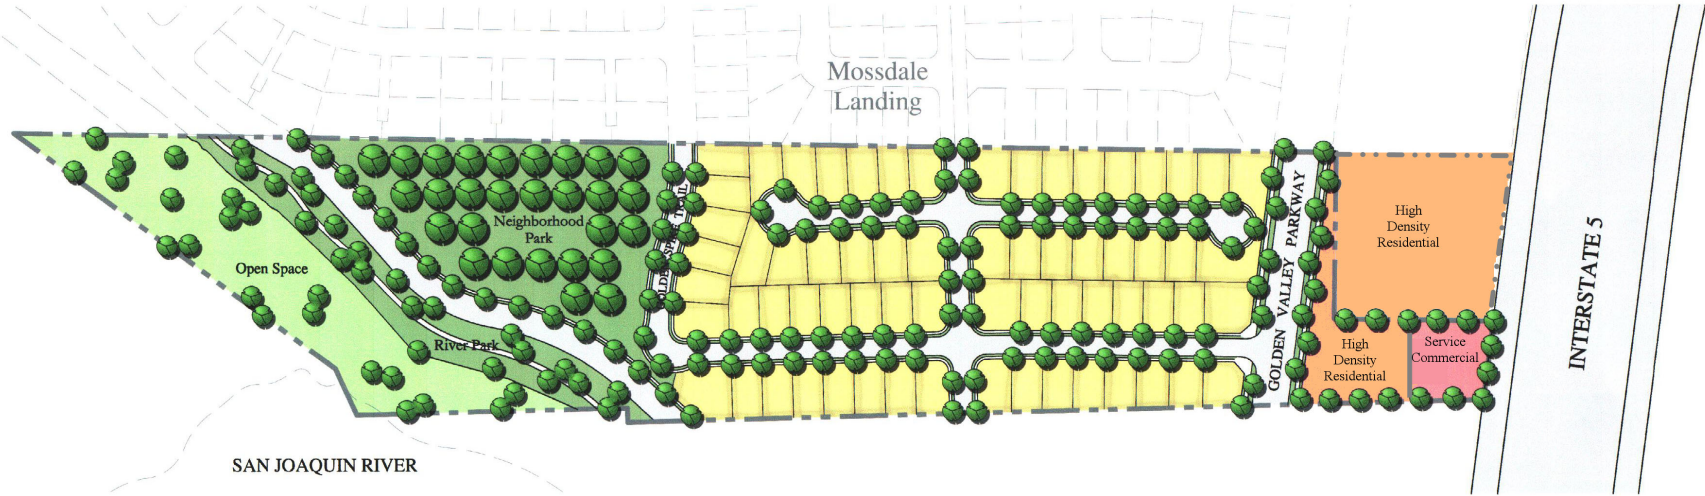 Mossdale
Landing
Neighborhood
Park
Open Space
River Park
SAN JOAQUIN RIVER
TRAIL
GOLDEN VALLEY PARKWAY
High
Density
Residential
High
Density
Residential
Service
Commercial
INTERSTATE 5